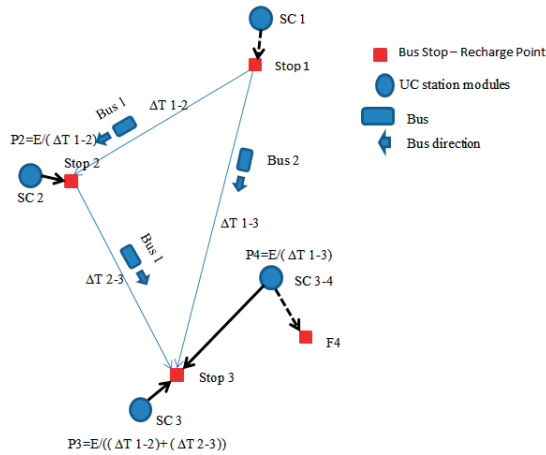 SC 1
Bus Stop – Recharge Point
Stop 1
UC station modules
Bus 1
ΔT 1-2
Bus
P2=E/(ΔT 1-2)
Bus direction
Stop 2
Bus 2
SC 2
ΔT 1-3
Bus 1
P4=E/(ΔT 1-3)
ΔT 2-3
SC 3-4
F4
Stop 3
SC 3
P3=E/((ΔT 1-2)+(ΔT 2-3))